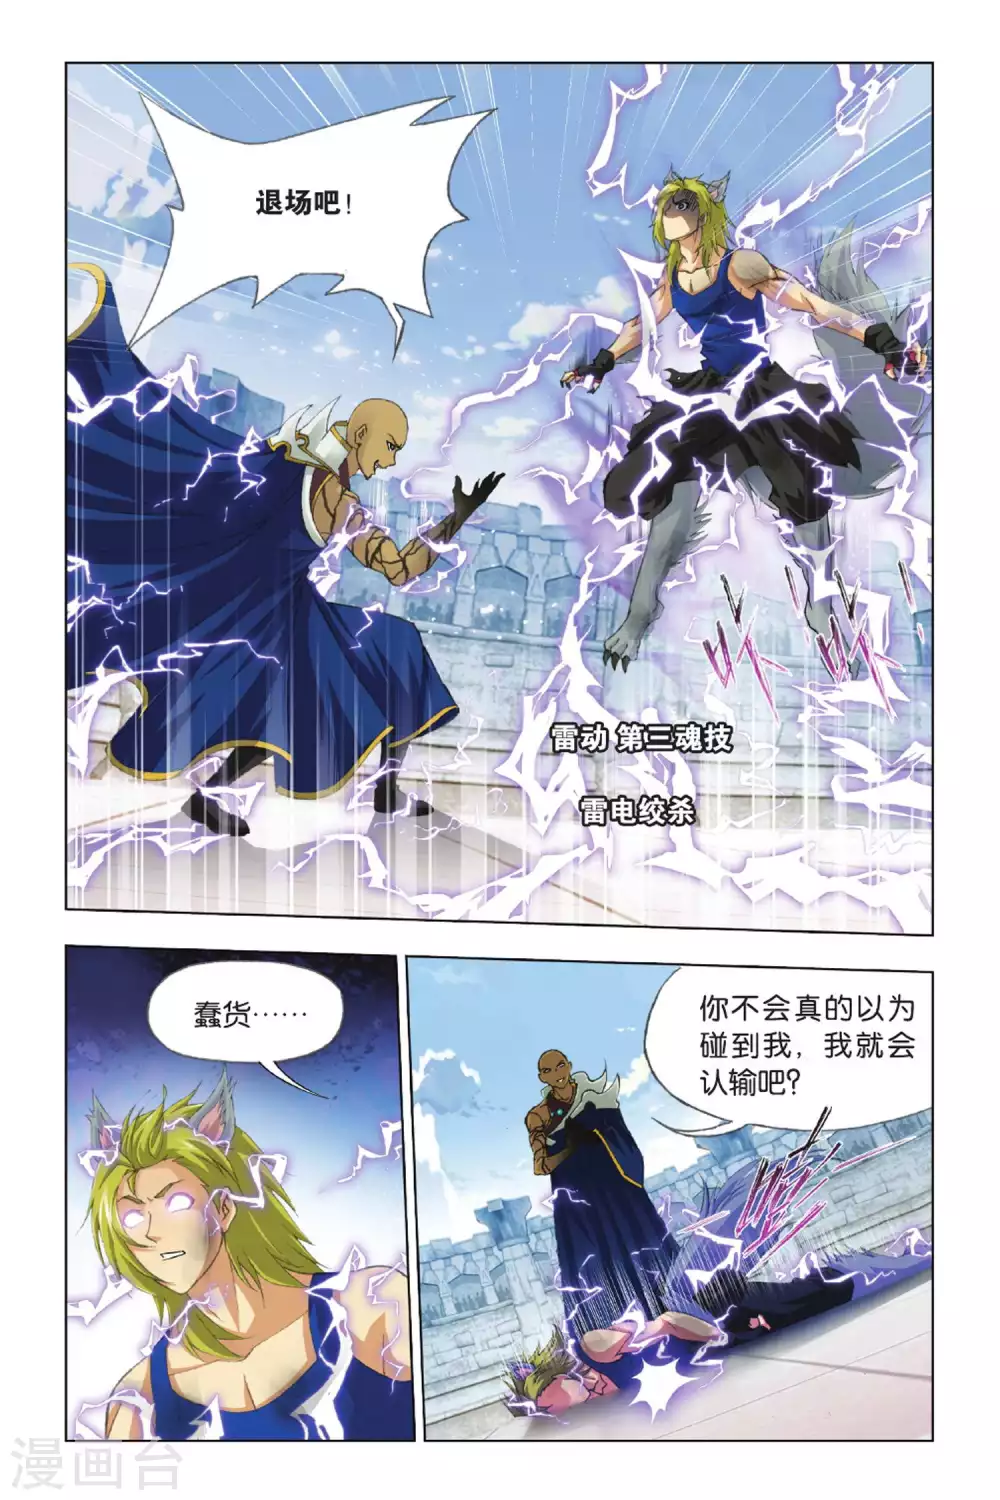 退场吧!
雷动 第三魂技
雷电绞杀
蠢货……
你不会真的以为
碰到我，我就会
认输吧?
漫画台